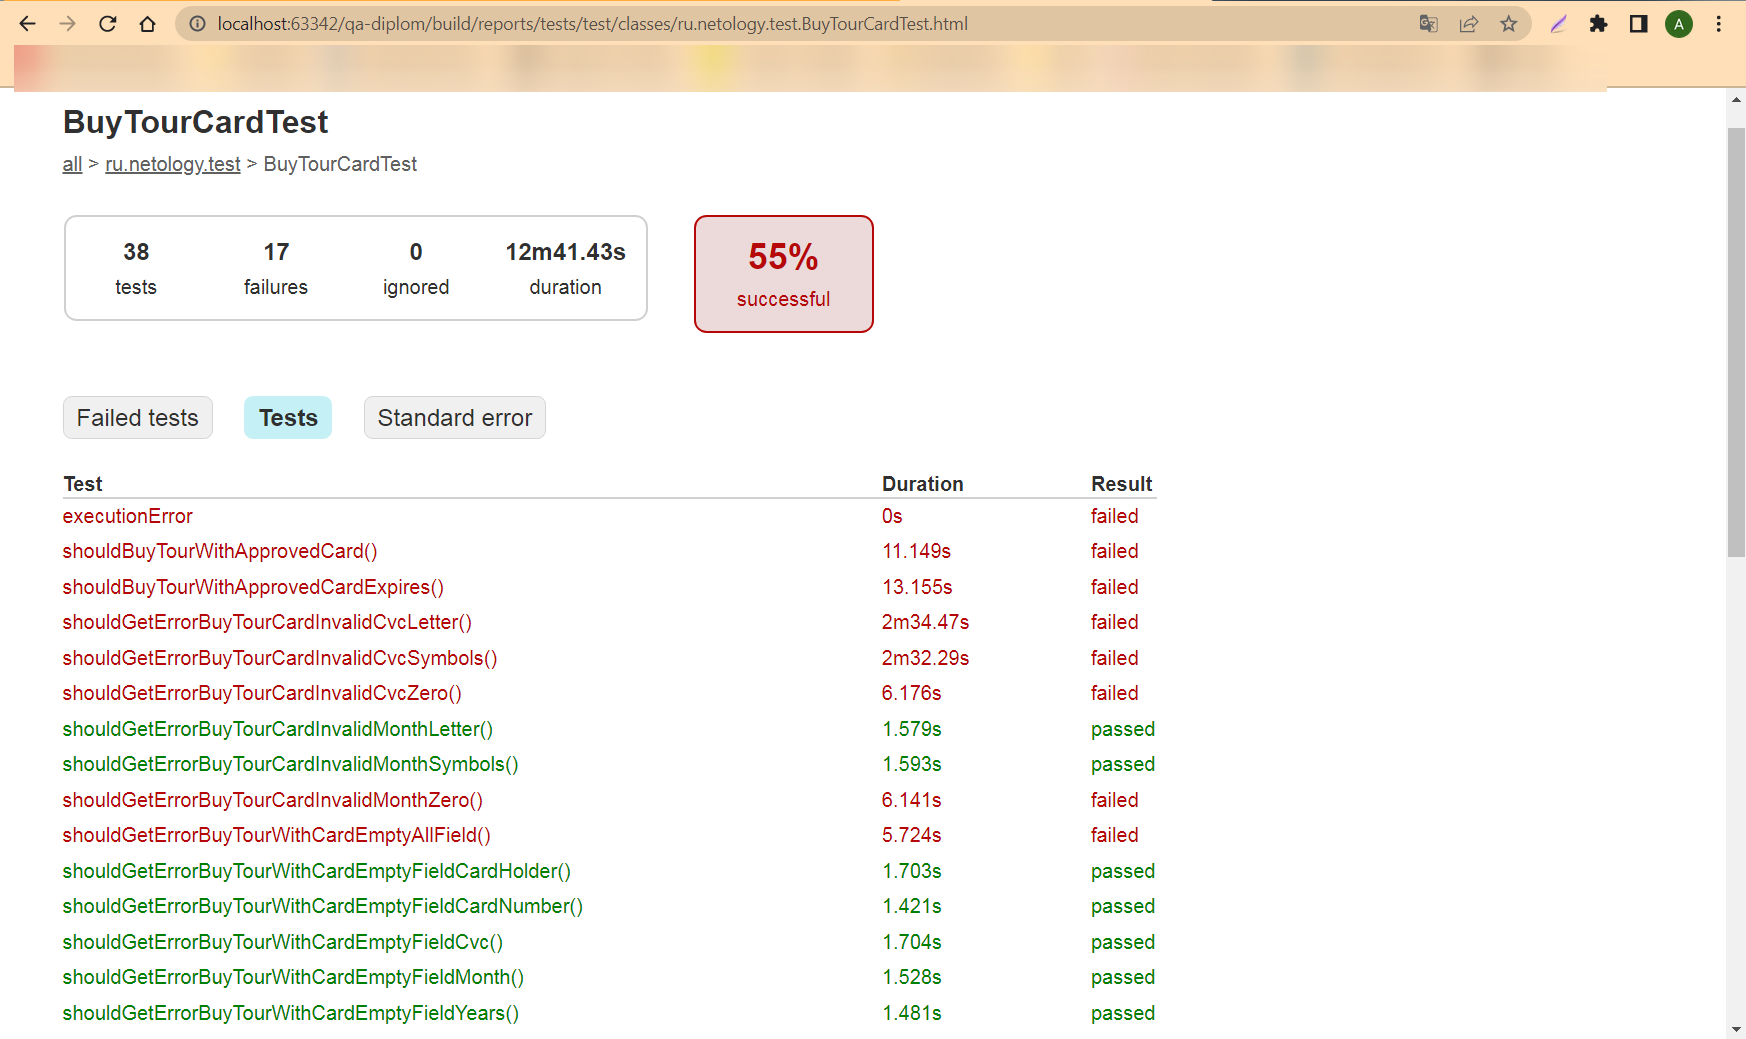 localhost:63342/qa-diplom/build/reports/tests/test/classes/ru.netology.test.BuyTourCardTest.html
A
BuyTourCardTest
all > ru.netology.test > BuyTourCardTest
38 17 0 12m41.43s
tests failures ignored duration
55%
successful
Failed tests Tests Standard error
Test Duration Result
executionError 0s failed
shouldBuyTourWithApprovedCard() 11.149s failed
shouldBuyTourWithApprovedCardExpires() 13.155s failed
shouldGetErrorBuyTourCardInvalidCvcLetter() 2m34.47s failed
shouldGetErrorBuyTourCardInvalidCvcSymbols() 2m32.29s failed
shouldGetErrorBuyTourCardInvalidCvcZero() 6.176s failed
shouldGetErrorBuyTourCardInvalidMonthLetter() 1.579s passed
shouldGetErrorBuyTourCardInvalidMonthSymbols() 1.593s passed
shouldGetErrorBuyTourCardInvalidMonthZero() 6.141s failed
shouldGetErrorBuyTourWithCardEmptyAllField() 5.724s failed
shouldGetErrorBuyTourWithCardEmptyFieldCardHolder() 1.703s passed
shouldGetErrorBuyTourWithCardEmptyFieldCardNumber() 1.421s passed
shouldGetErrorBuyTourWithCardEmptyFieldCvc() 1.704s passed
shouldGetErrorBuyTourWithCardEmptyFieldMonth() 1.528s passed
shouldGetErrorBuyTourWithCardEmptyFieldYears() 1.481s passed